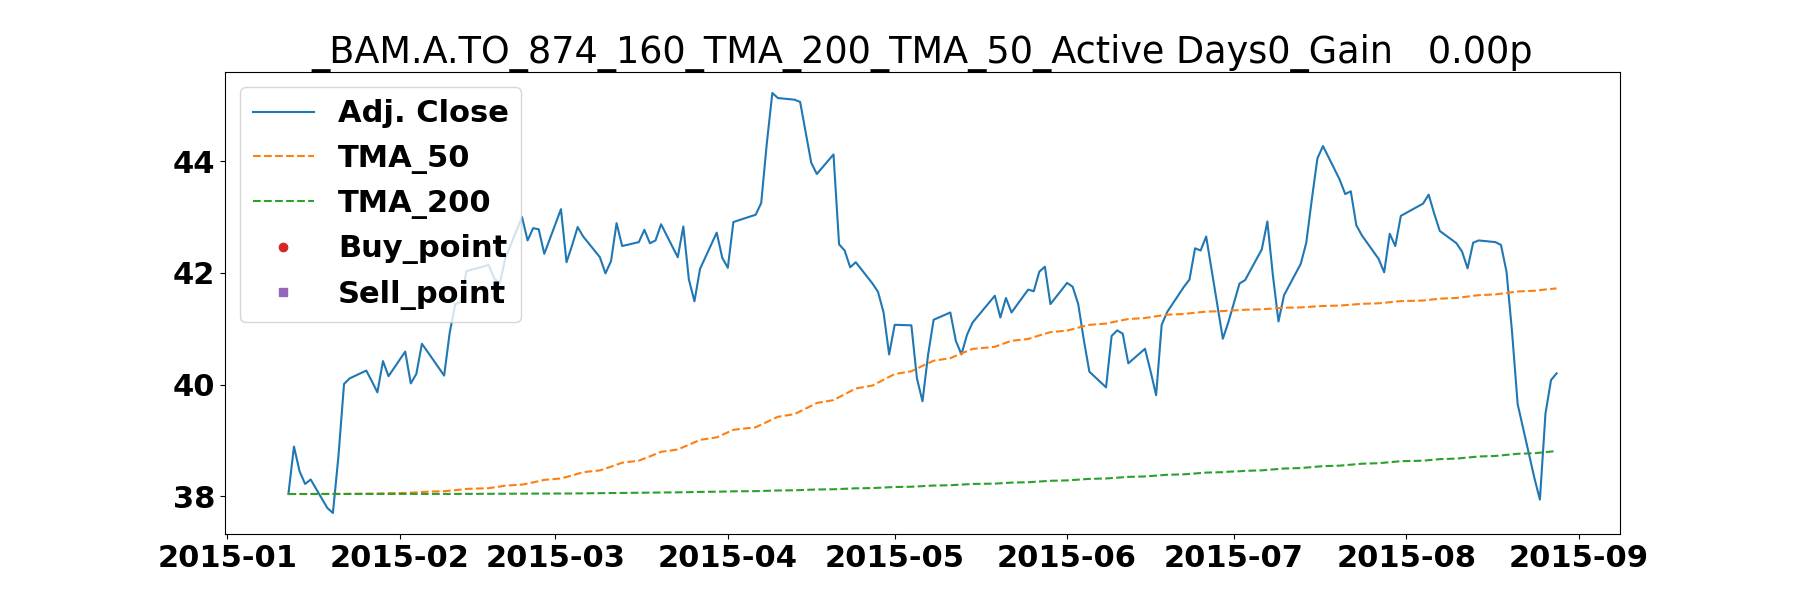 _BAM.A.TO_874_160_TMA_200_TMA_50_Active Days0_Gain   0.00p
Adj. Close
TMA_50
TMA_200
Buy_point
Sell_point
44
42
40
38
2015-01 2015-02 2015-03 2015-04 2015-05 2015-06 2015-07 2015-08 2015-09